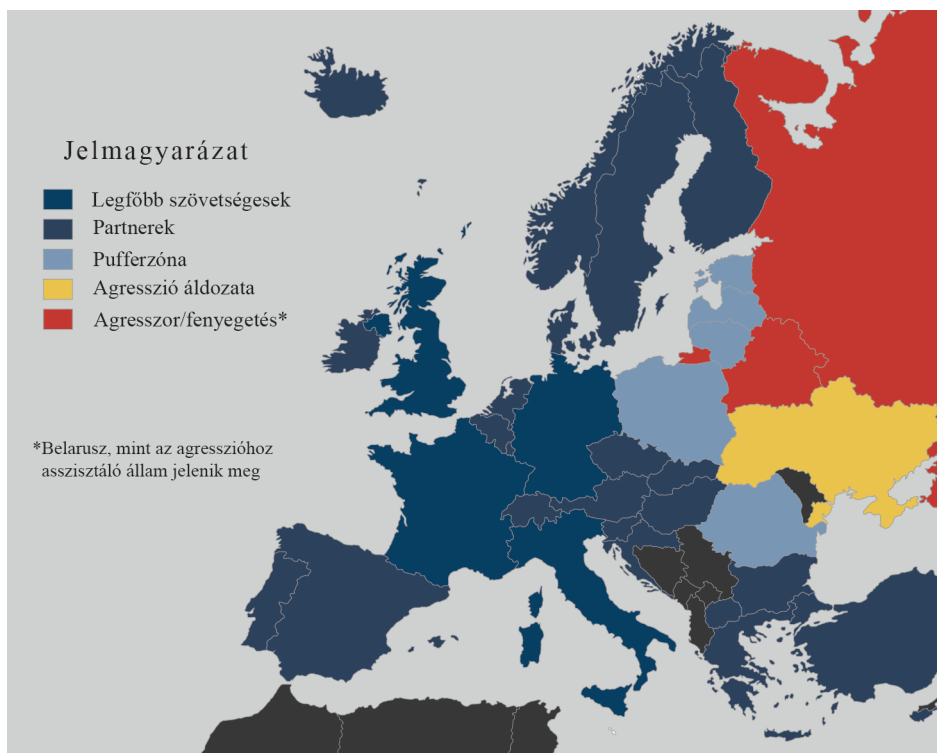 Jelmagyarázat
Legfőbb szövetségesek
Partnerek
Pufferzóna
Agresszió áldozata
Agresszor/fenyegetés*
*Belarusz, mint az agresszióhoz
asszisztáló állam jelenik meg